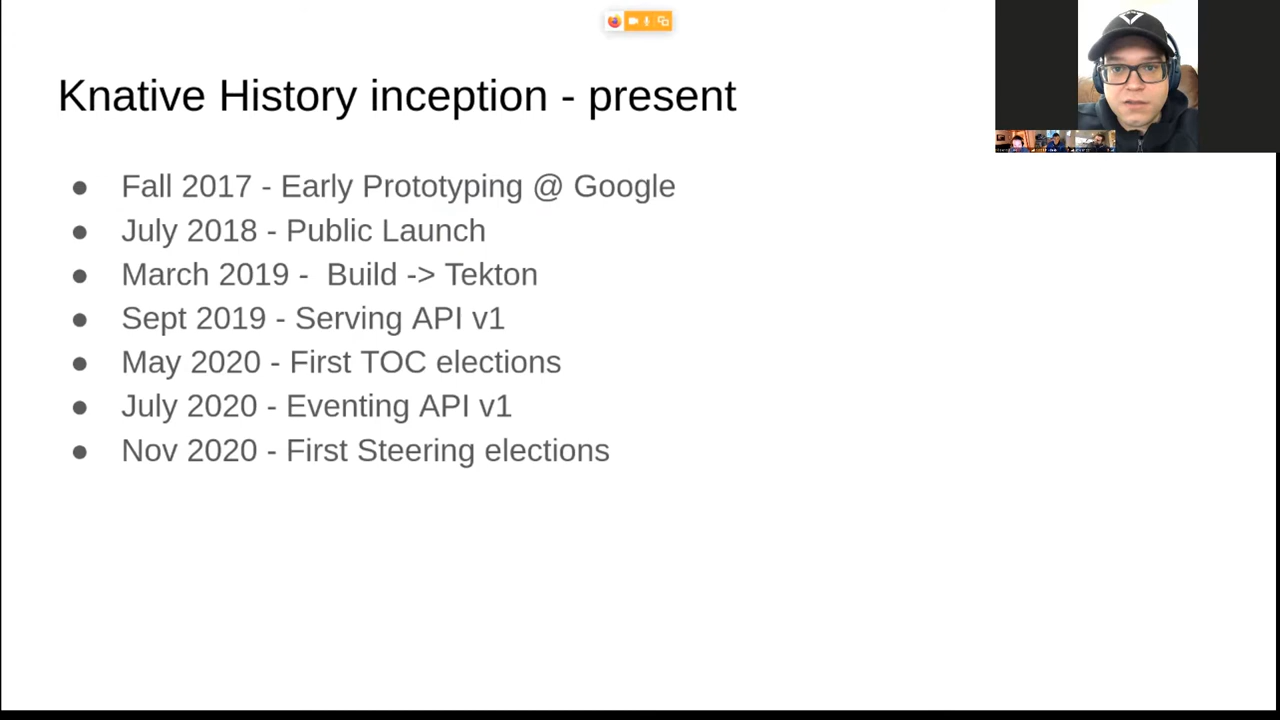 Knative History inception - present
● Fall 2017 - Early Prototyping @ Google
● July 2018 - Public Launch
● March 2019 -  Build -> Tekton
● Sept 2019 - Serving API v1
● May 2020 - First TOC elections
● July 2020 - Eventing API v1
● Nov 2020 - First Steering elections